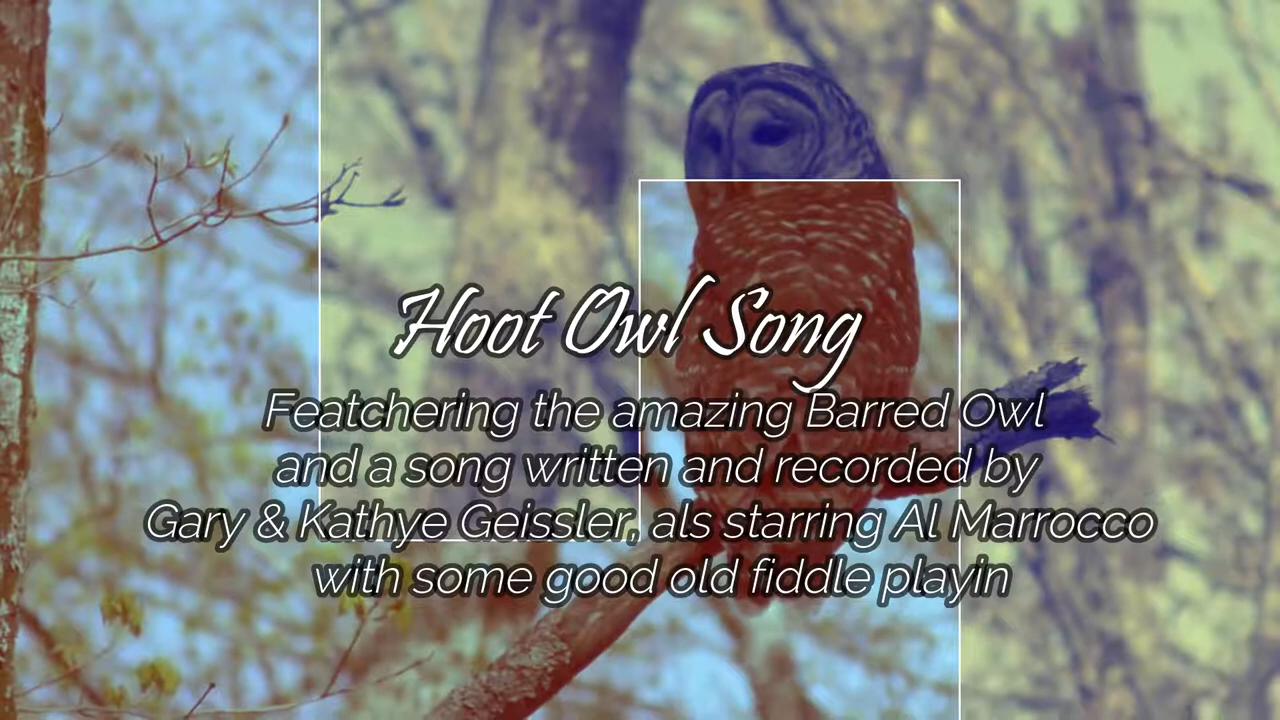 Hoot Owl Song
Featchering the amazing Barred Owl
and a song written and recorded by
Gary & Kathye Geissler, als starring Al Marrocco
with some good old fiddle playin